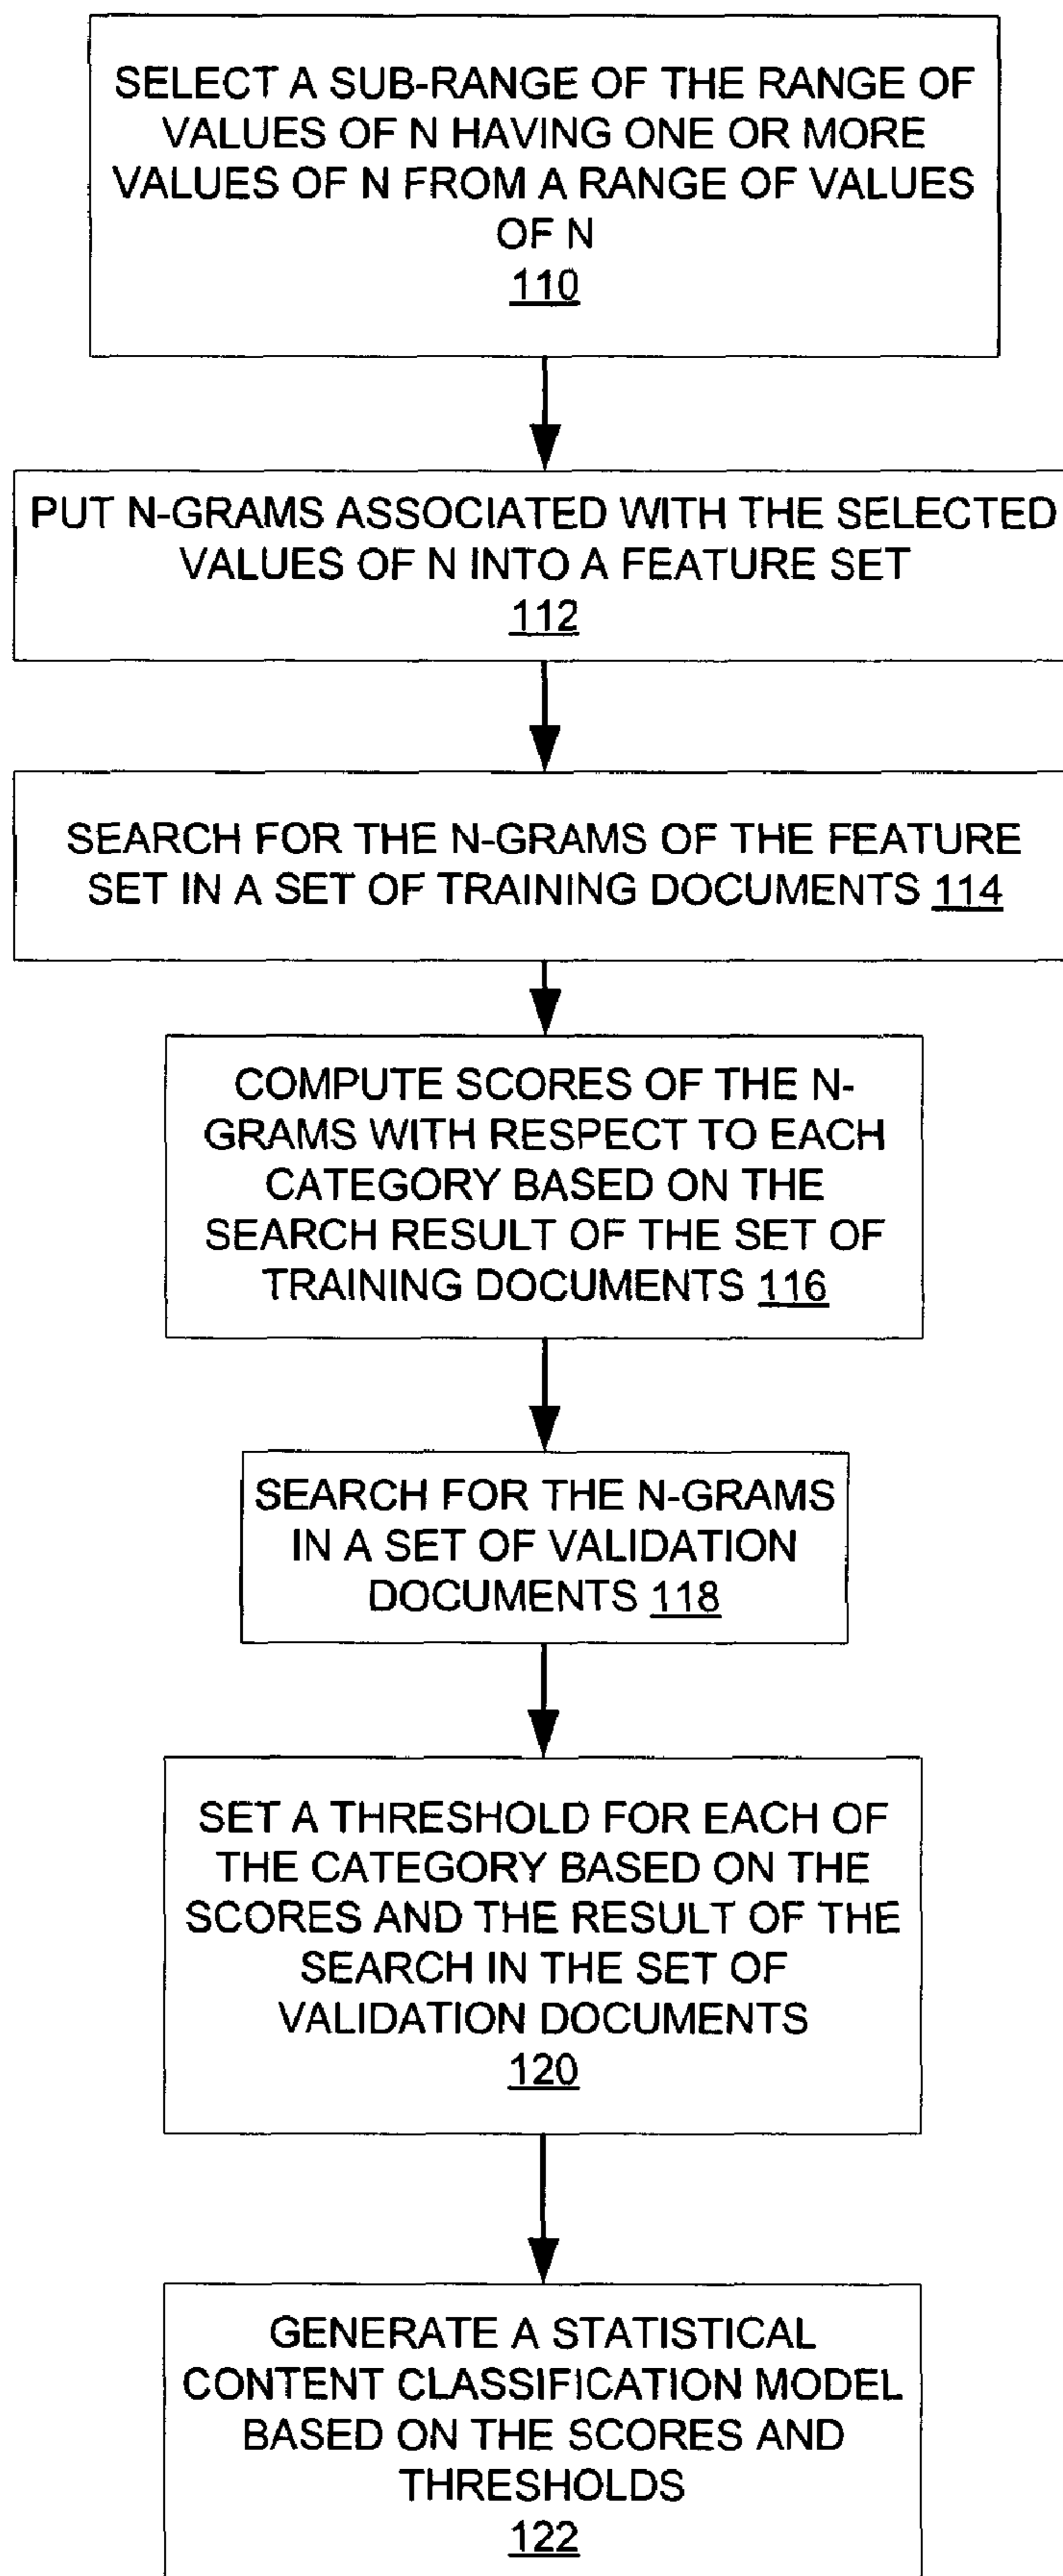 SELECT A SUB-RANGE OF THE RANGE OF
VALUES OF N HAVING ONE OR MORE
VALUES OF N FROM A RANGE OF VALUES
OF N
110
PUT N-GRAMS ASSOCIATED WITH THE SELECTED
VALUES OF N INTO A FEATURE SET
112
SEARCH FOR THE N-GRAMS OF THE FEATURE
SET IN A SET OF TRAINING DOCUMENTS 114
COMPUTE SCORES OF THE N-
GRAMS WITH RESPECT TO EACH
CATEGORY BASED ON THE
SEARCH RESULT OF THE SET OF
TRAINING DOCUMENTS 116
SEARCH FOR THE N-GRAMS
IN A SET OF VALIDATION
DOCUMENTS 118
SET A THRESHOLD FOR EACH OF
THE CATEGORY BASED ON THE
SCORES AND THE RESULT OF THE
SEARCH IN THE SET OF
VALIDATION DOCUMENTS
120
GENERATE A STATISTICAL
CONTENT CLASSIFICATION MODEL
BASED ON THE SCORES AND
THRESHOLDS
122